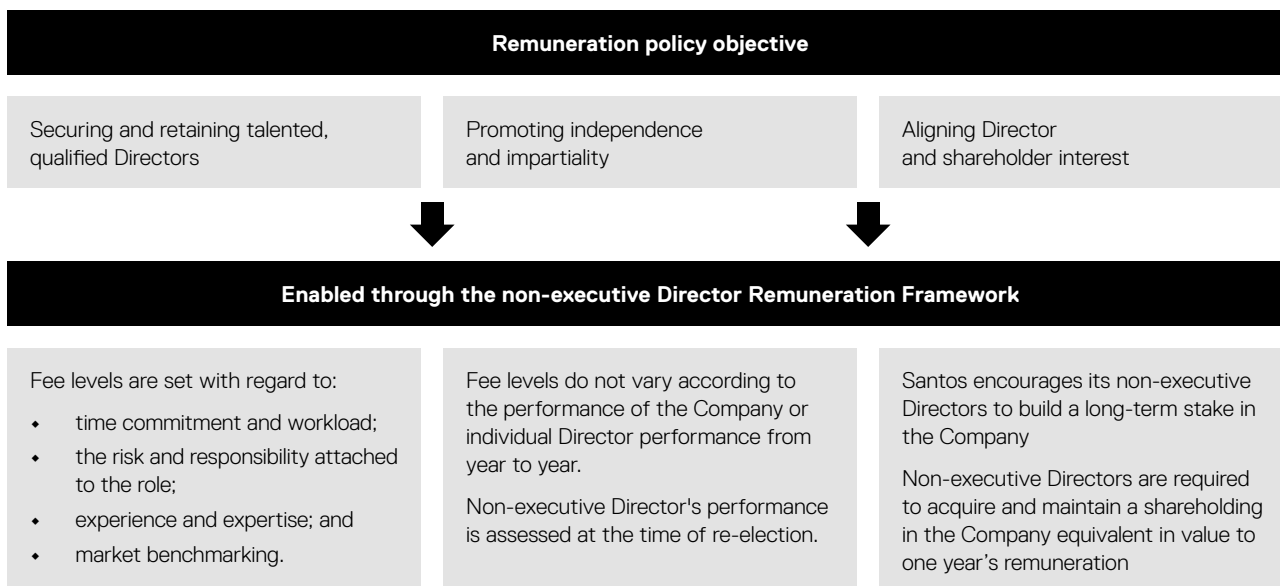 Remuneration policy objective
Securing and retaining talented,
qualified Directors
Promoting independence
and impartiality
Aligning Director
and shareholder interest
Enabled through the non-executive Director Remuneration Framework
Fee levels are set with regard to:
⬩ time commitment and workload;
⬩ the risk and responsibility attached
to the role;
⬩ experience and expertise; and
⬩ market benchmarking.
Fee levels do not vary according to
the performance of the Company or
individual Director performance from
year to year.
Non-executive Director's performance
is assessed at the time of re-election.
Santos encourages its non-executive
Directors to build a long-term stake in
the Company
Non-executive Directors are required
to acquire and maintain a shareholding
in the Company equivalent in value to
one year’s remuneration